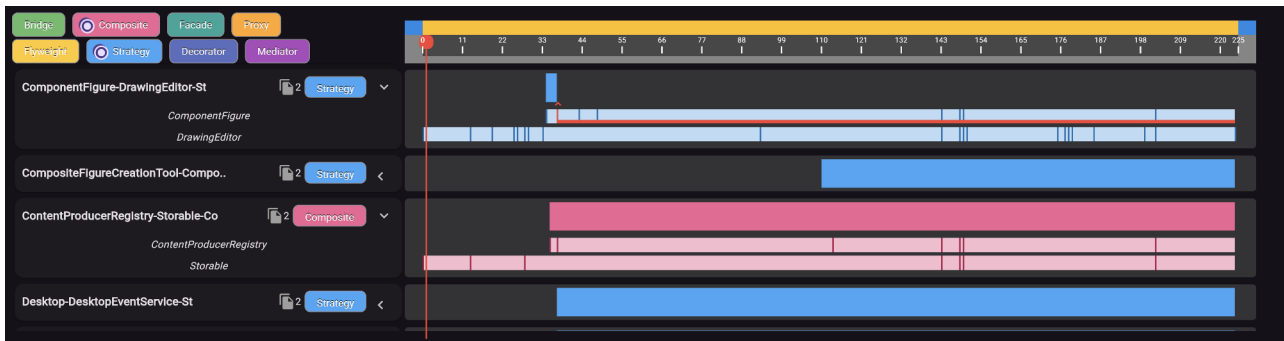 Bridge Composite Facade Proxy
Flyweight Strategy Decorator Mediator
0 11 22 33 44 55 66 77 88 99 110 121 132 143 154 165 176 187 198 209 220 225
ComponentFigure-DrawingEditor-St 2 Strategy
ComponentFigure
DrawingEditor
CompositeFigureCreationTool-Compo.. 2 Strategy
ContentProducerRegistry-Storable-Co 2 Composite
ContentProducerRegistry
Storable
Desktop-DesktopEventService-St 2 Strategy